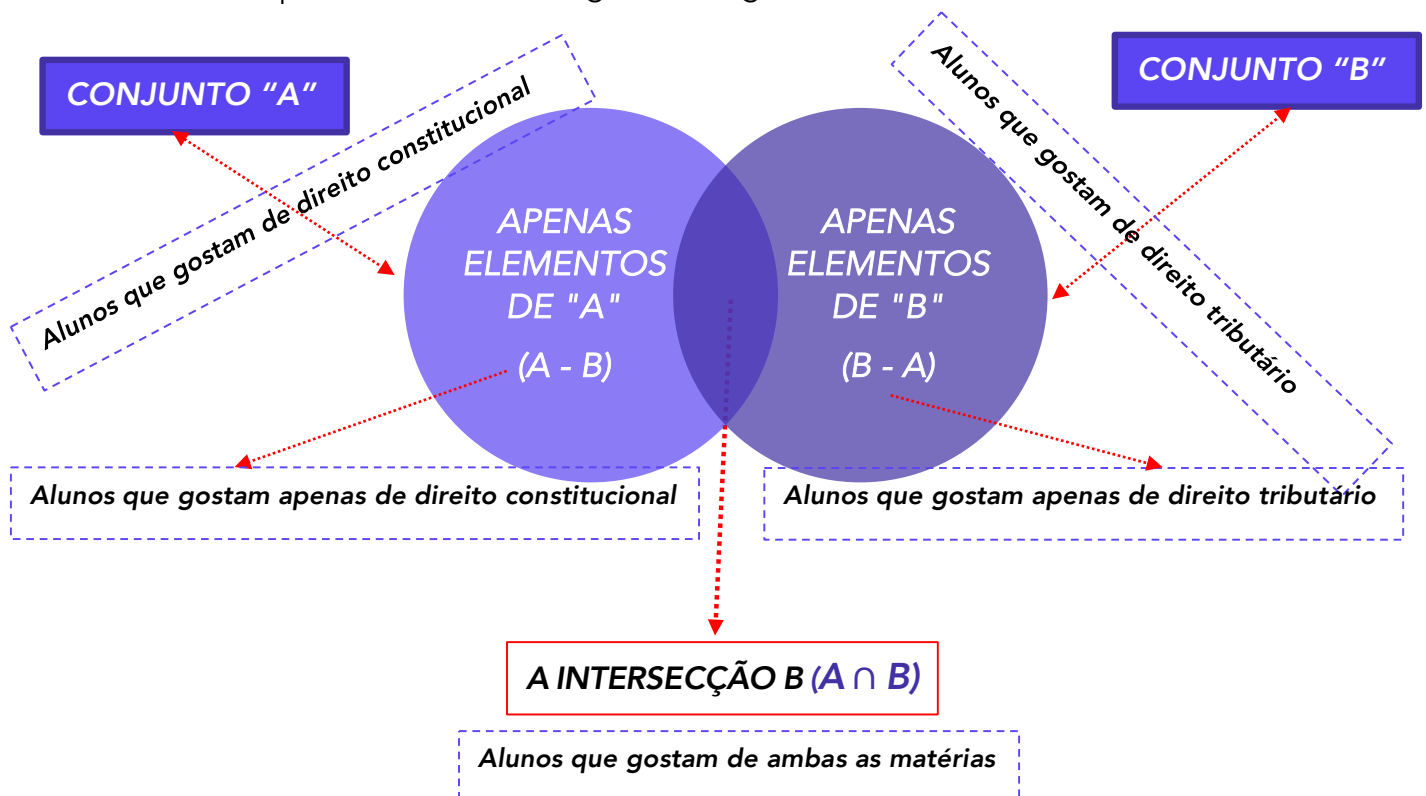 CONJUNTO “A”
CONJUNTO “B”
Alunos que gostam de direito constitucional
Alunos que gostam de direito tributário
APENAS
ELEMENTOS
DE "A"
(A - B)
APENAS
ELEMENTOS
DE "B"
(B - A)
Alunos que gostam apenas de direito constitucional
Alunos que gostam apenas de direito tributário
A INTERSECÇÃO B (A ∩ B)
Alunos que gostam de ambas as matérias